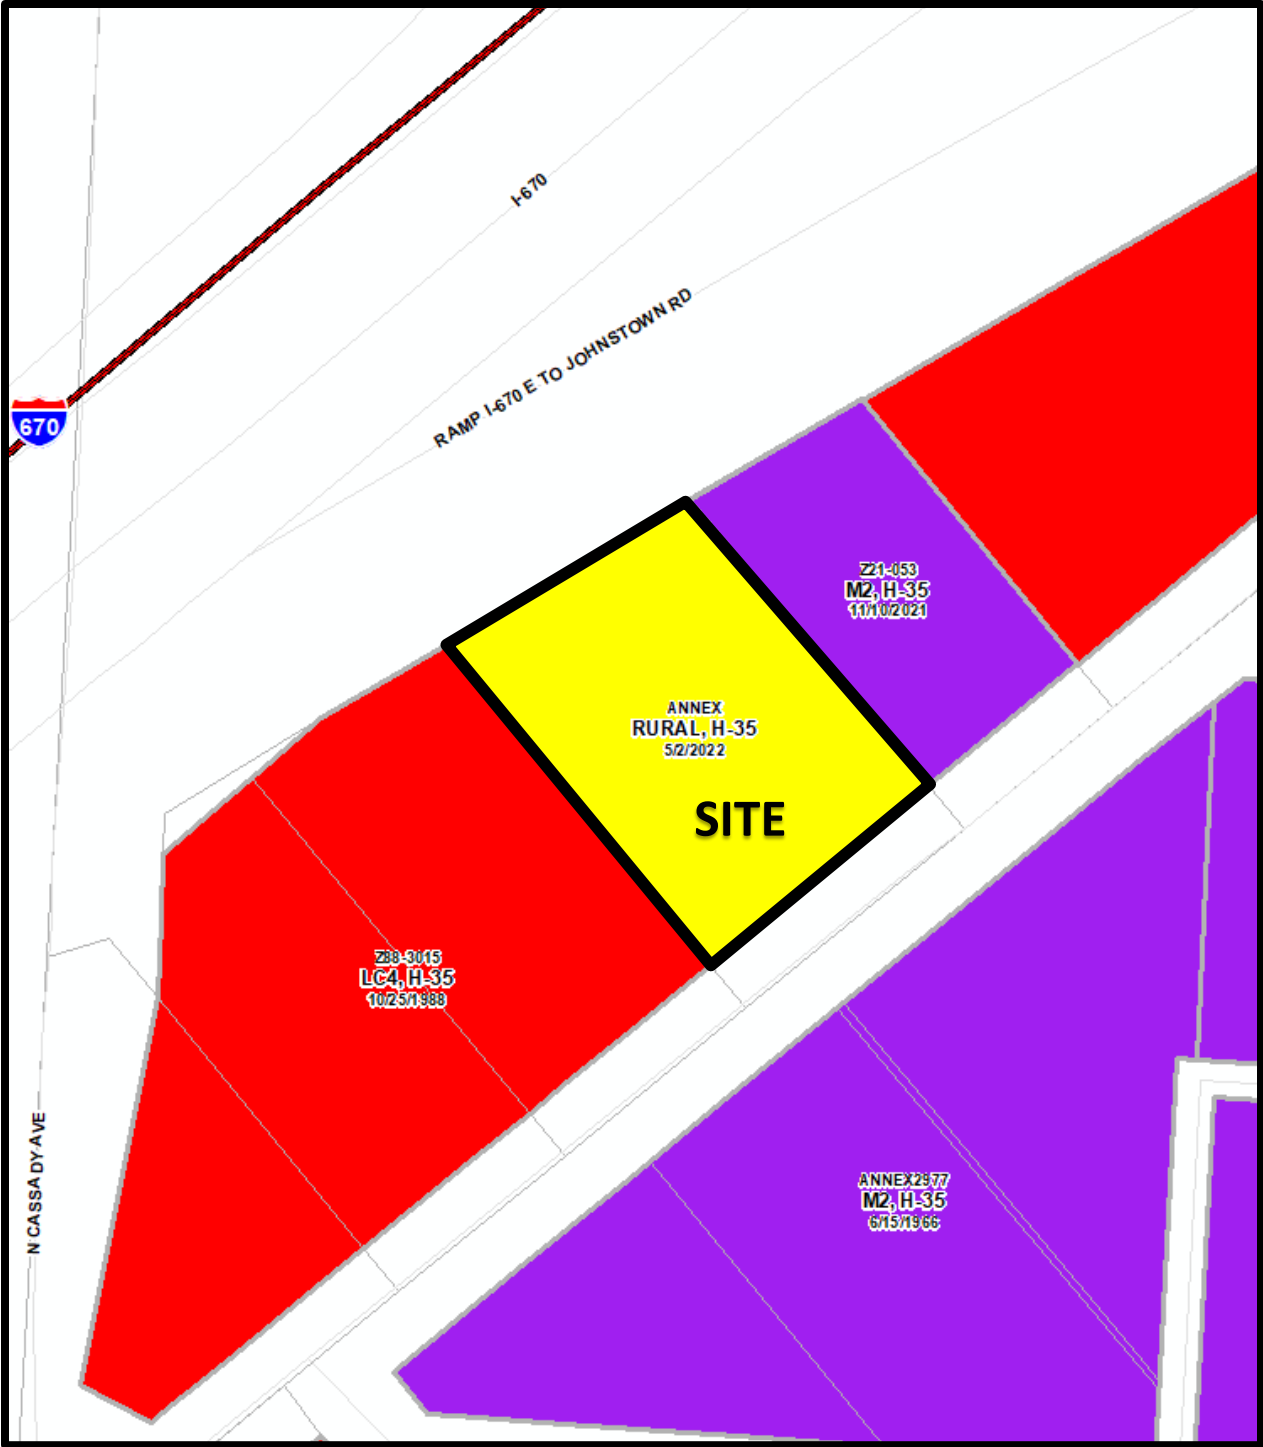 I-670
RAMP I-670 E TO JOHNSTOWN RD
670
Z21-053
M2, H-35
11/10/2021
ANNEX
RURAL, H-35
5/2/2022
SITE
Z88-3015
LC4, H-35
10/25/1988
N CASSADY AVE
ANNEX2977
M2, H-35
6/15/1966